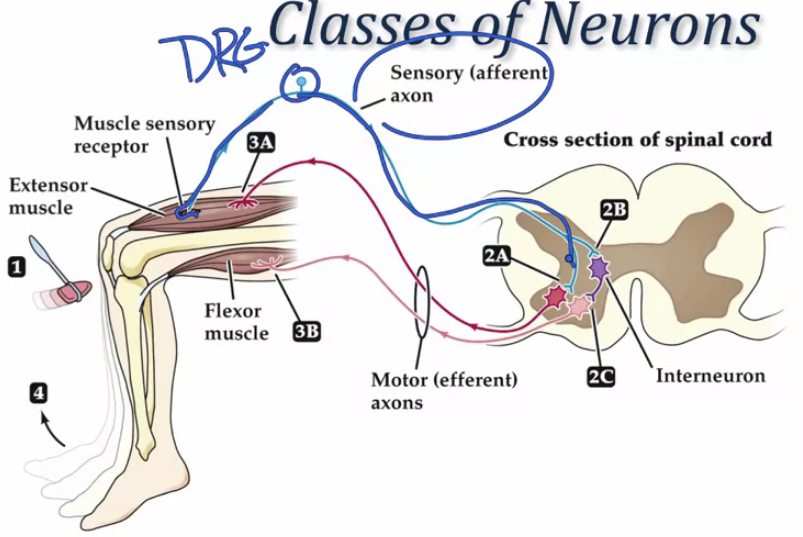 Classes of Neurons
DRG
Sensory (afferent)
axon
Muscle sensory
receptor
3A
Cross section of spinal cord
Extensor
muscle
2B
1
2A
Flexor
muscle
3B
Motor (efferent)
axons
2C
Interneuron
4